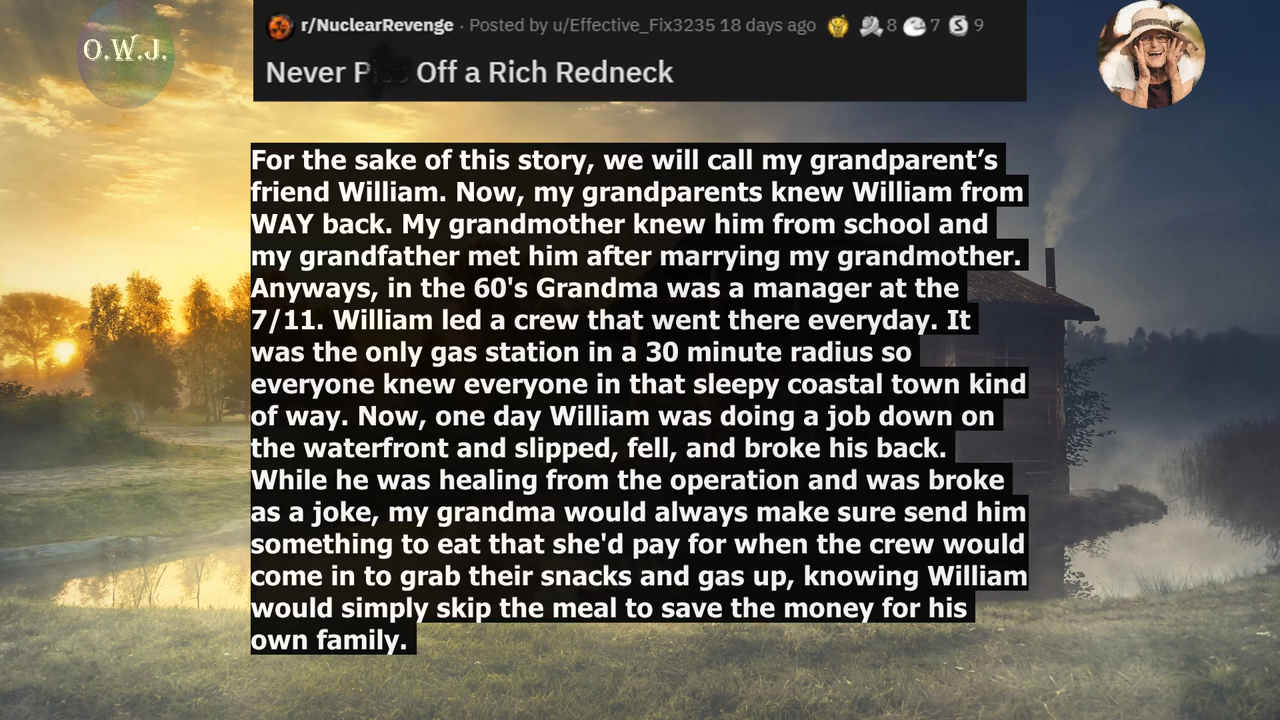 O.W.J.
r/NuclearRevenge · Posted by u/Effective_Fix3235 18 days ago 8 7 S 9
Never P Off a Rich Redneck
For the sake of this story, we will call my grandparent’s
friend William. Now, my grandparents knew William from
WAY back. My grandmother knew him from school and
my grandfather met him after marrying my grandmother.
Anyways, in the 60's Grandma was a manager at the
7/11. William led a crew that went there everyday. It
was the only gas station in a 30 minute radius so
everyone knew everyone in that sleepy coastal town kind
of way. Now, one day William was doing a job down on
the waterfront and slipped, fell, and broke his back.
While he was healing from the operation and was broke
as a joke, my grandma would always make sure send him
something to eat that she'd pay for when the crew would
come in to grab their snacks and gas up, knowing William
would simply skip the meal to save the money for his
own family.